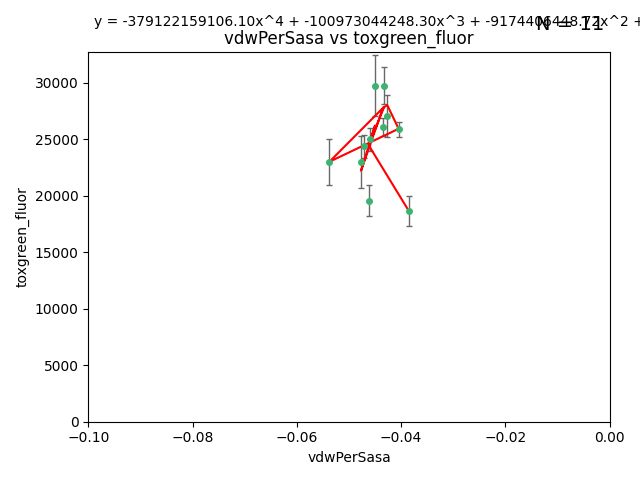 y = -379122159106.10x^4 + -100973044248.30x^3 + x^2 +
N = 11
vdwPerSasa vs toxgreen_fluor
30000
25000
20000
15000
10000
5000
0
toxgreen_fluor
−0.10 −0.08 −0.06 −0.04 −0.02 0.00
vdwPerSasa